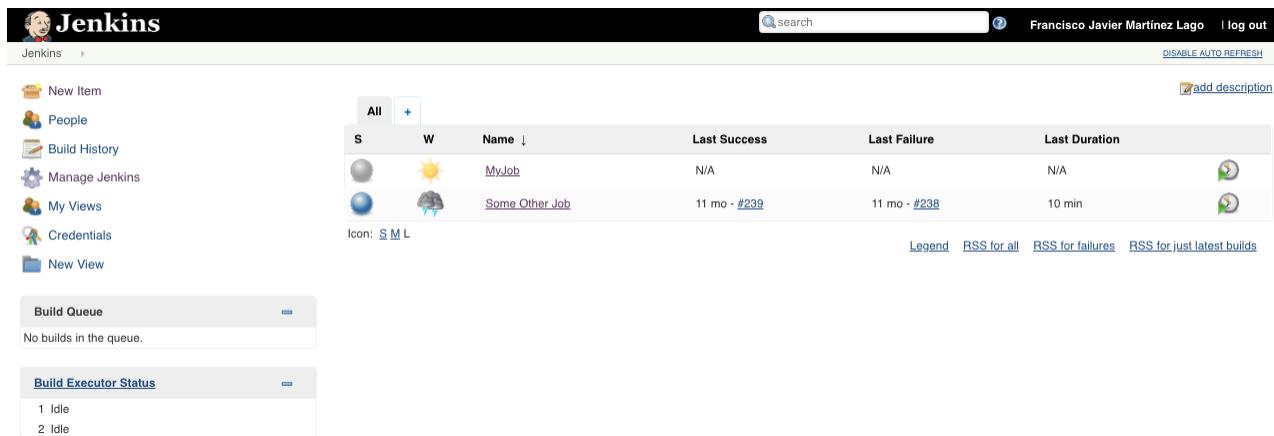 Jenkins
search
Francisco Javier Martínez Lago | log out
Jenkins
DISABLE AUTO REFRESH
New Item
People
Build History
Manage Jenkins
My Views
Credentials
New View
Build Queue
No builds in the queue.
Build Executor Status
1 Idle
2 Idle
add description
All +
S W Name ↓ Last Success Last Failure Last Duration
MyJob N/A N/A N/A
Some Other Job 11 mo - #239 11 mo - #238 10 min
Icon: S M L
Legend RSS for all RSS for failures RSS for just latest builds